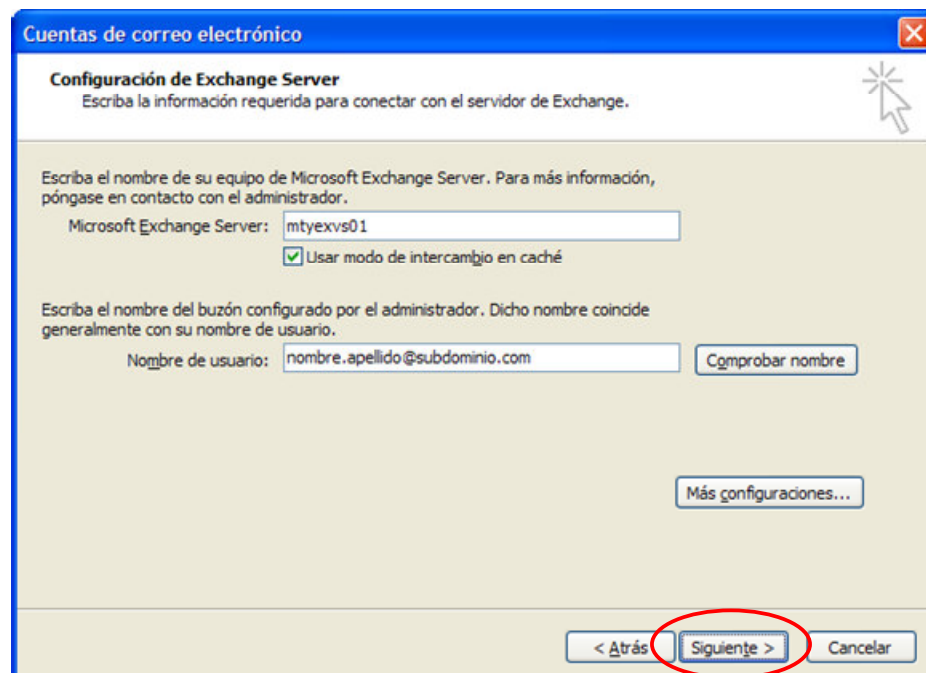 Cuentas de correo electrónico
Configuración de Exchange Server
Escriba la información requerida para conectar con el servidor de Exchange.
Escriba el nombre de su equipo de Microsoft Exchange Server. Para más información,
póngase en contacto con el administrador.
Microsoft Exchange Server: mtyexvs01
Usar modo de intercambio en caché
Escriba el nombre del buzón configurado por el administrador. Dicho nombre coincide
generalmente con su nombre de usuario.
Nombre de usuario: nombre.apellido@subdominio.com Comprobar nombre
Más configuraciones...
< Atrás Siguiente > Cancelar